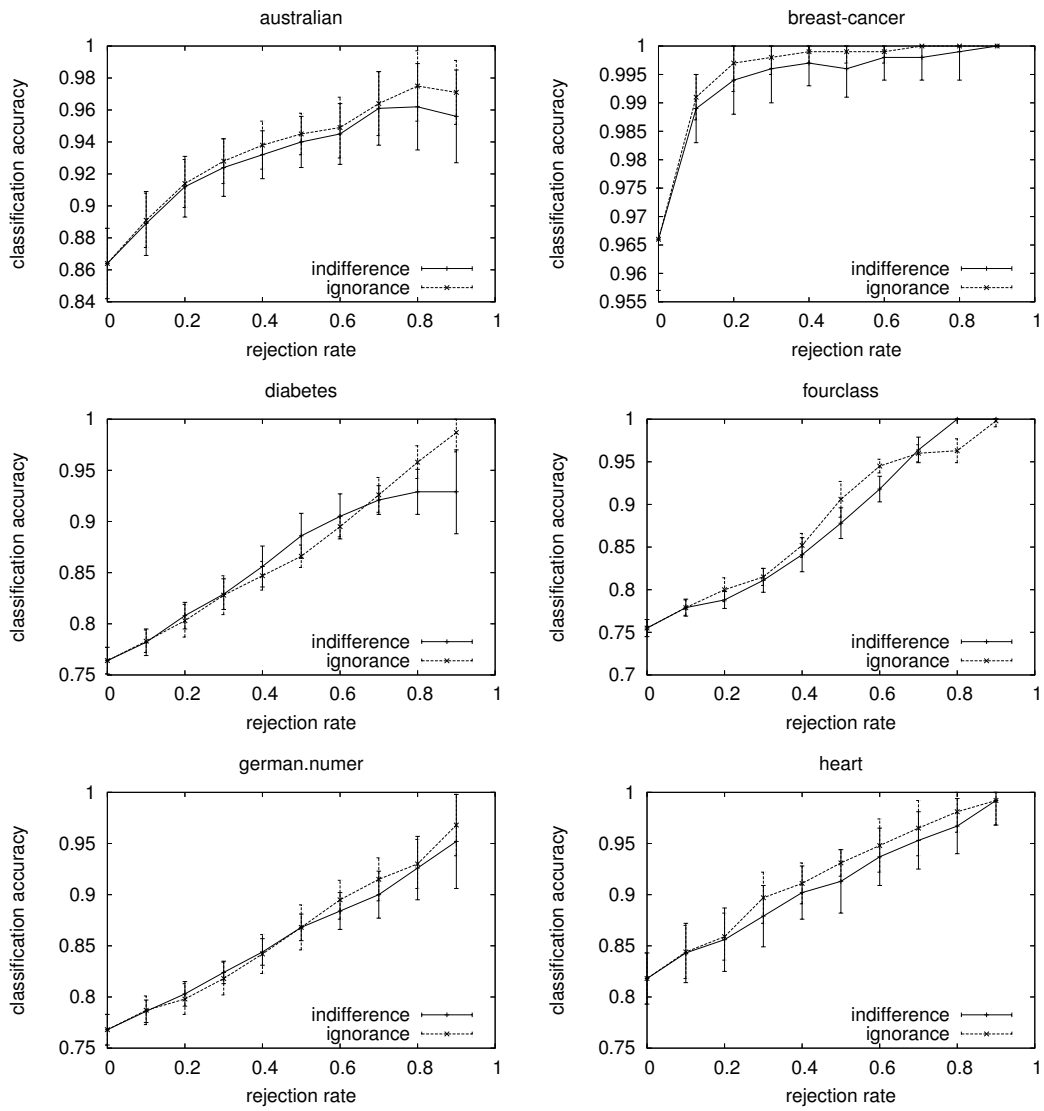 australian
classification accuracy
1
0.98
0.96
0.94
0.92
0.9
0.88
0.86
0.84
indifference
ignorance
0 0.2 0.4 0.6 0.8 1
rejection rate
breast-cancer
classification accuracy
1
0.995
0.99
0.985
0.98
0.975
0.97
0.965
0.96
0.955
indifference
ignorance
0 0.2 0.4 0.6 0.8 1
rejection rate
diabetes
classification accuracy
1
0.95
0.9
0.85
0.8
0.75
indifference
ignorance
0 0.2 0.4 0.6 0.8 1
rejection rate
fourclass
classification accuracy
1
0.95
0.9
0.85
0.8
0.75
0.7
indifference
ignorance
0 0.2 0.4 0.6 0.8 1
rejection rate
german.numer
classification accuracy
1
0.95
0.9
0.85
0.8
0.75
indifference
ignorance
0 0.2 0.4 0.6 0.8 1
rejection rate
heart
classification accuracy
1
0.95
0.9
0.85
0.8
0.75
indifference
ignorance
0 0.2 0.4 0.6 0.8 1
rejection rate